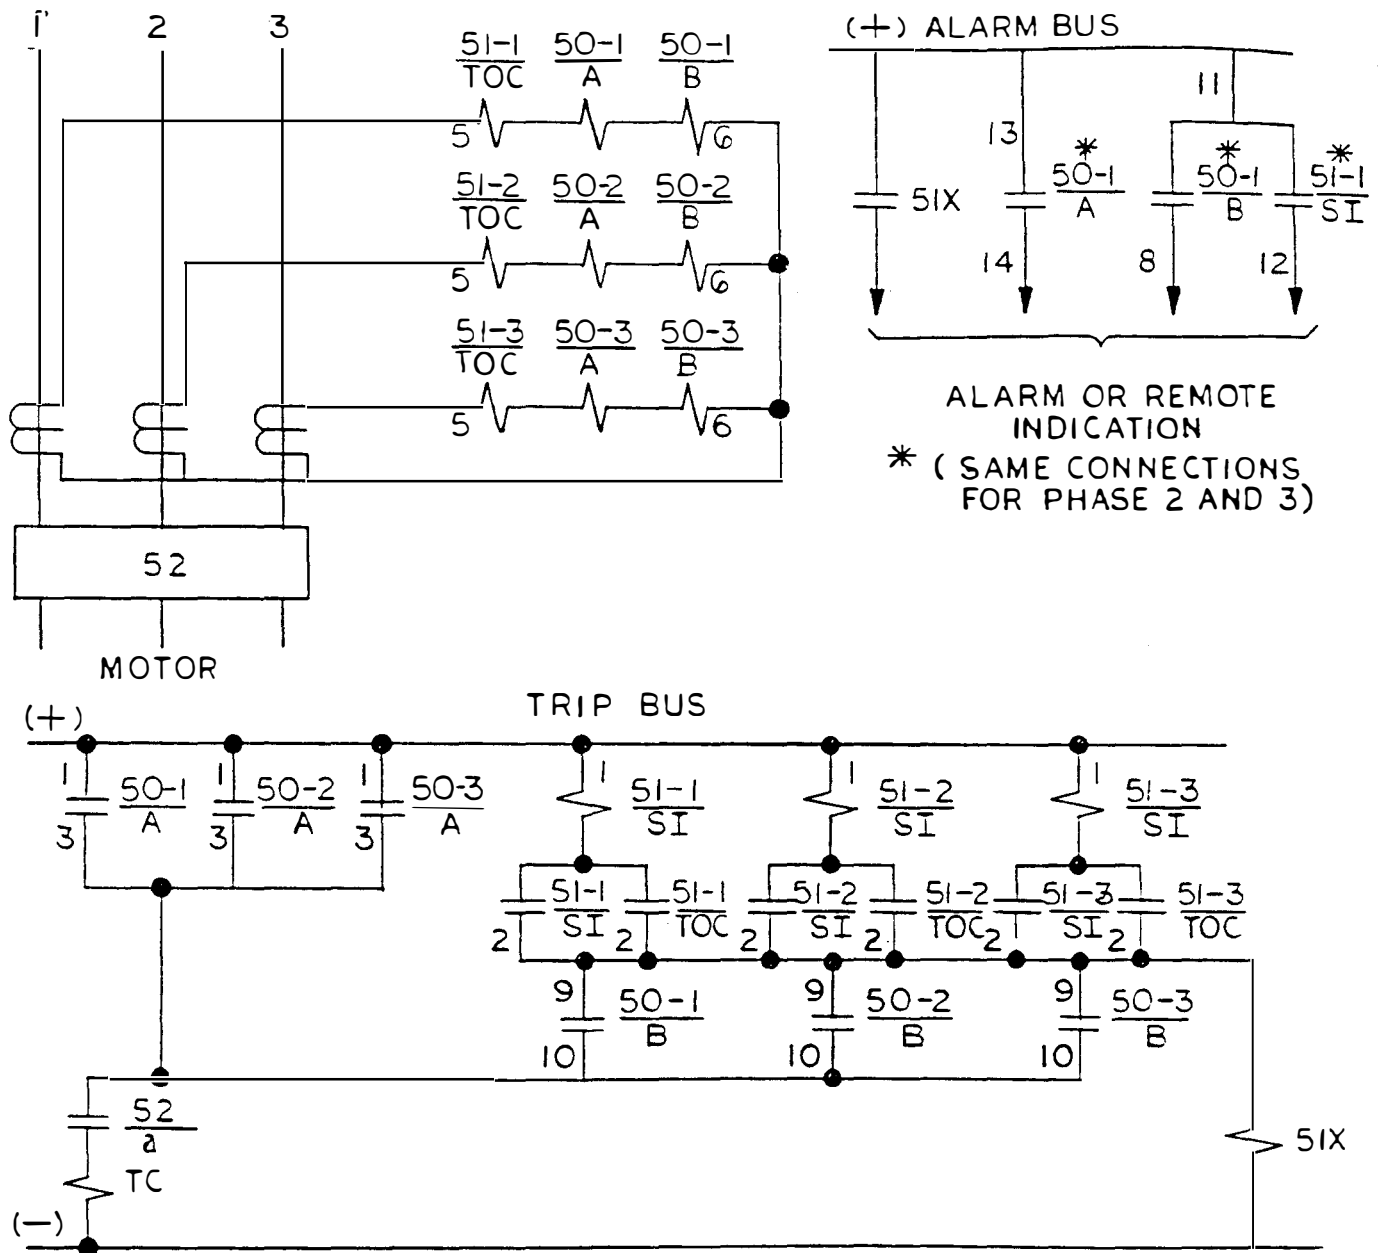 1 2 3
51-1 50-1 50-1
TOC A B
5 6
51-2 50-2 50-2
TOC A B
5 6
51-3 50-3 50-3
TOC A B
5 6
52
MOTOR
(+) ALARM BUS
11
13
* * *
51X 50-1 50-1 51-1
A B SI
14 8 12
ALARM OR REMOTE
INDICATION
* (SAME CONNECTIONS
FOR PHASE 2 AND 3)
TRIP BUS
(+)
1 1 1 1 1 1
50-1 50-2 50-3 51-1 51-2 51-3
A A A SI SI SI
3 3 3
51-1 51-1 51-2 51-2 51-3 51-3
SI TOC SI TOC SI TOC
2 2 2 2 2 2
9 9 9
50-1 50-2 50-3
B B B
10 10 10
52
a
TC
51X
(-)